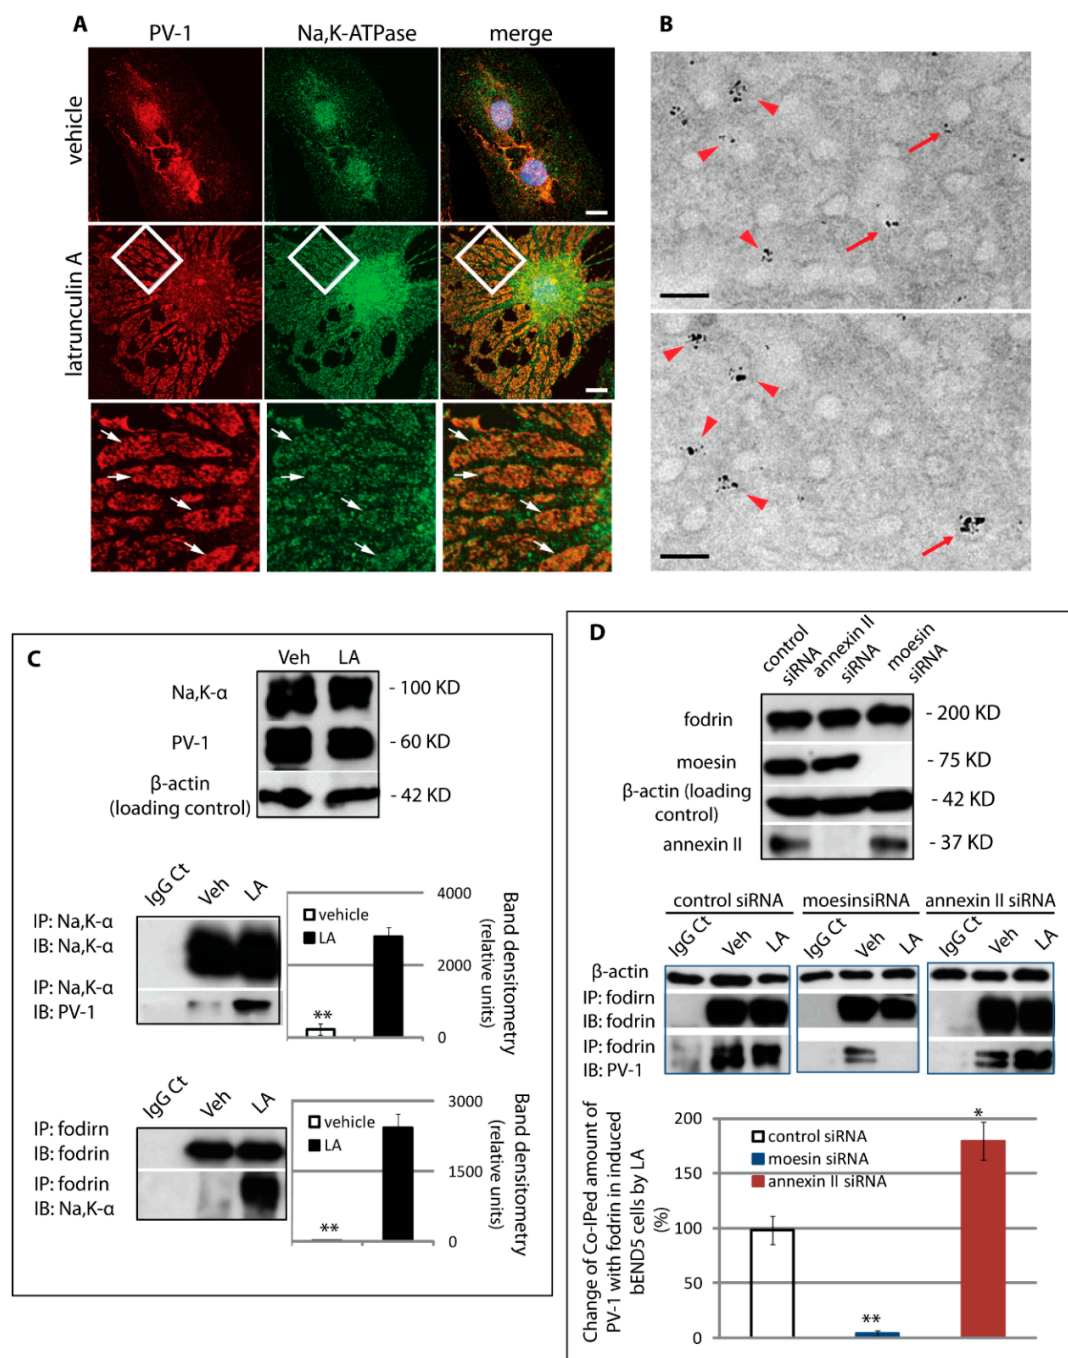 A
PV-1
Na,K-ATPase
merge
vehicle
latrunculin A
B
C
Veh
LA
Na,K-α
- 100 KD
PV-1
- 60 KD
β-actin
(loading control)
- 42 KD
IgG Ct
Veh
LA
IP: Na,K-α
IB: Na,K-α
IP: Na,K-α
IB: PV-1
vehicle
LA
**
4000
2000
0
Band densitometry
(relative units)
IgG Ct
Veh
LA
IP: fodirn
IB: fodrin
IP: fodrin
IB: Na,K-α
vehicle
LA
**
3000
1500
0
Band densitometry
(relative units)
D
control
siRNA
annexin II
siRNA
moesin
siRNA
fodrin
- 200 KD
moesin
- 75 KD
β-actin (loading
control)
- 42 KD
annexin II
- 37 KD
control siRNA
moesinsiRNA
annexin II siRNA
IgG Ct
Veh
LA
IgG Ct
Veh
LA
IgG Ct
Veh
LA
β-actin
IP: fodirn
IB: fodrin
IP: fodrin
IB: PV-1
Change of Co-IPed amount of
PV-1 with fodrin in induced
bEND5 cells by LA
(%)
200
150
100
50
0
control siRNA
moesin siRNA
annexin II siRNA
**
*